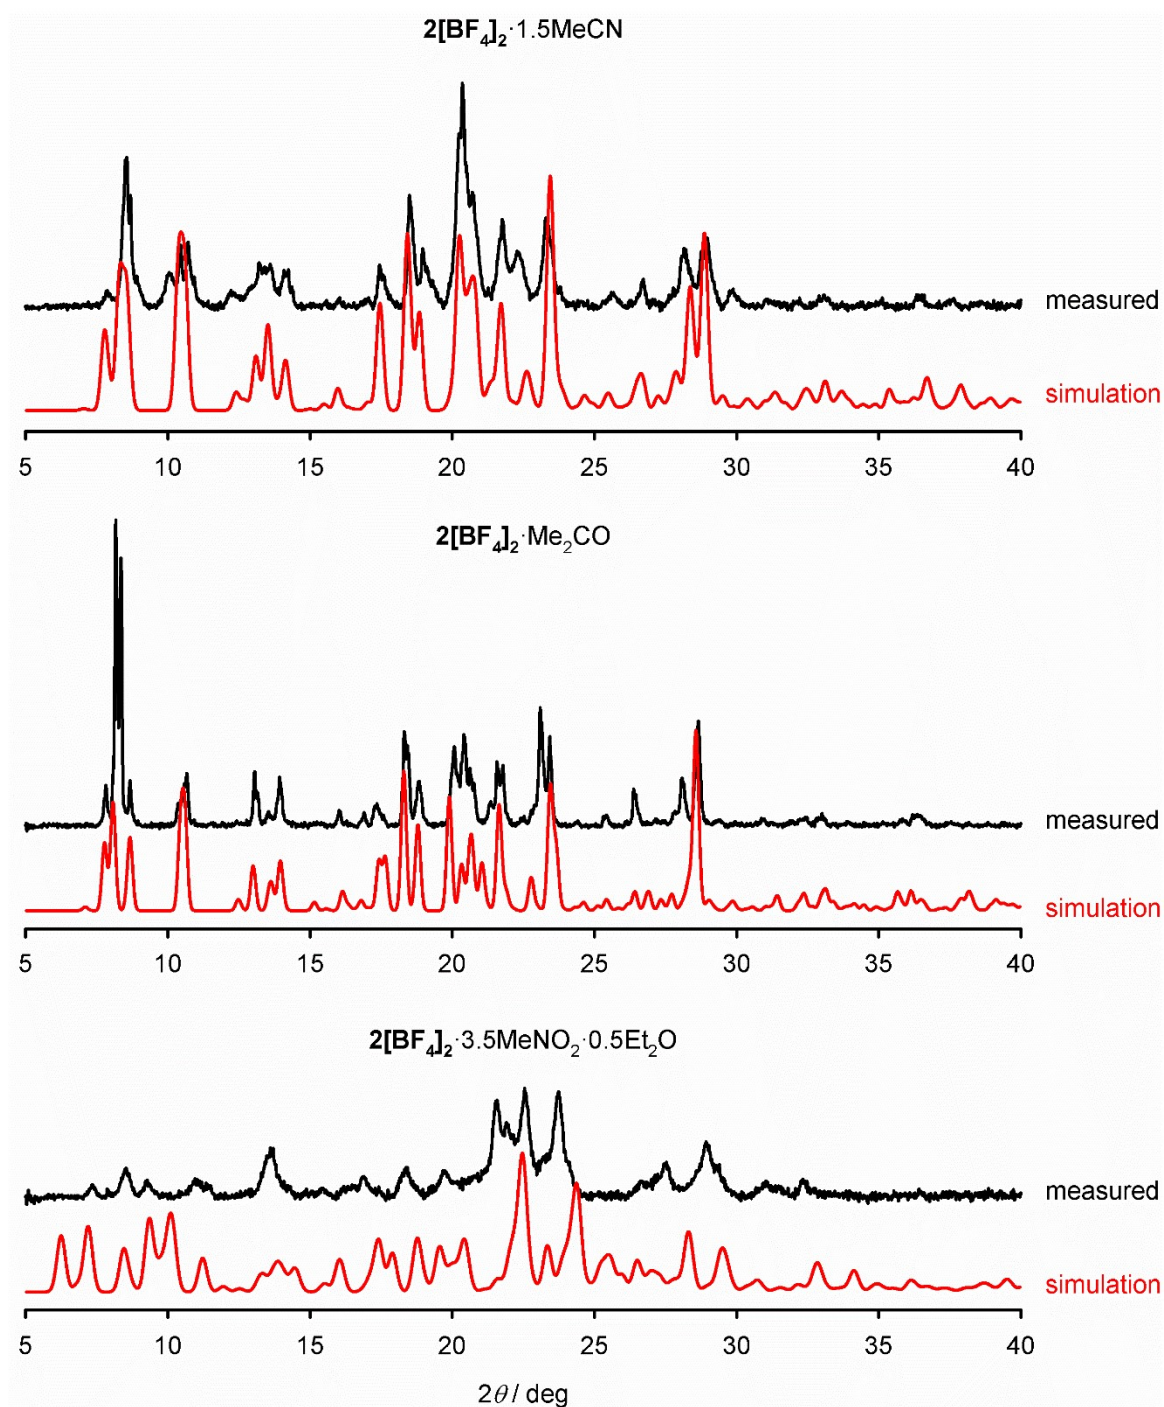 2[BF₄]₂·1.5MeCN
measured
simulation
5 10 15 20 25 30 35 40
2[BF₄]₂·Me₂CO
measured
simulation
5 10 15 20 25 30 35 40
2[BF₄]₂·3.5MeNO₂·0.5Et₂O
measured
simulation
5 10 15 20 25 30 35 40
2θ / deg